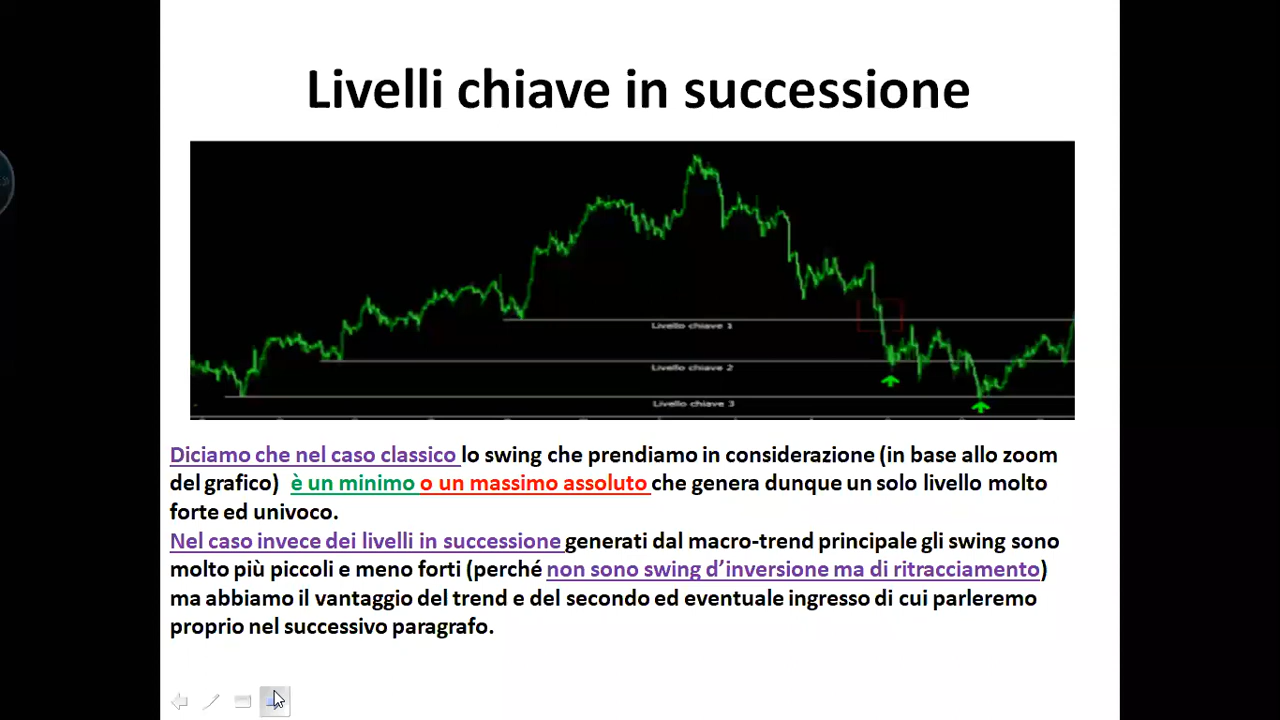 Livelli chiave in successione
Livello chiave 1
Livello chiave 2
Livello chiave 3
Diciamo che nel caso classico lo swing che prendiamo in considerazione (in base allo zoom
del grafico) è un minimo o un massimo assoluto che genera dunque un solo livello molto
forte ed univoco.
Nel caso invece dei livelli in successione generati dal macro-trend principale gli swing sono
molto più piccoli e meno forti (perché non sono swing d’inversione ma di ritracciamento)
ma abbiamo il vantaggio del trend e del secondo ed eventuale ingresso di cui parleremo
proprio nel successivo paragrafo.